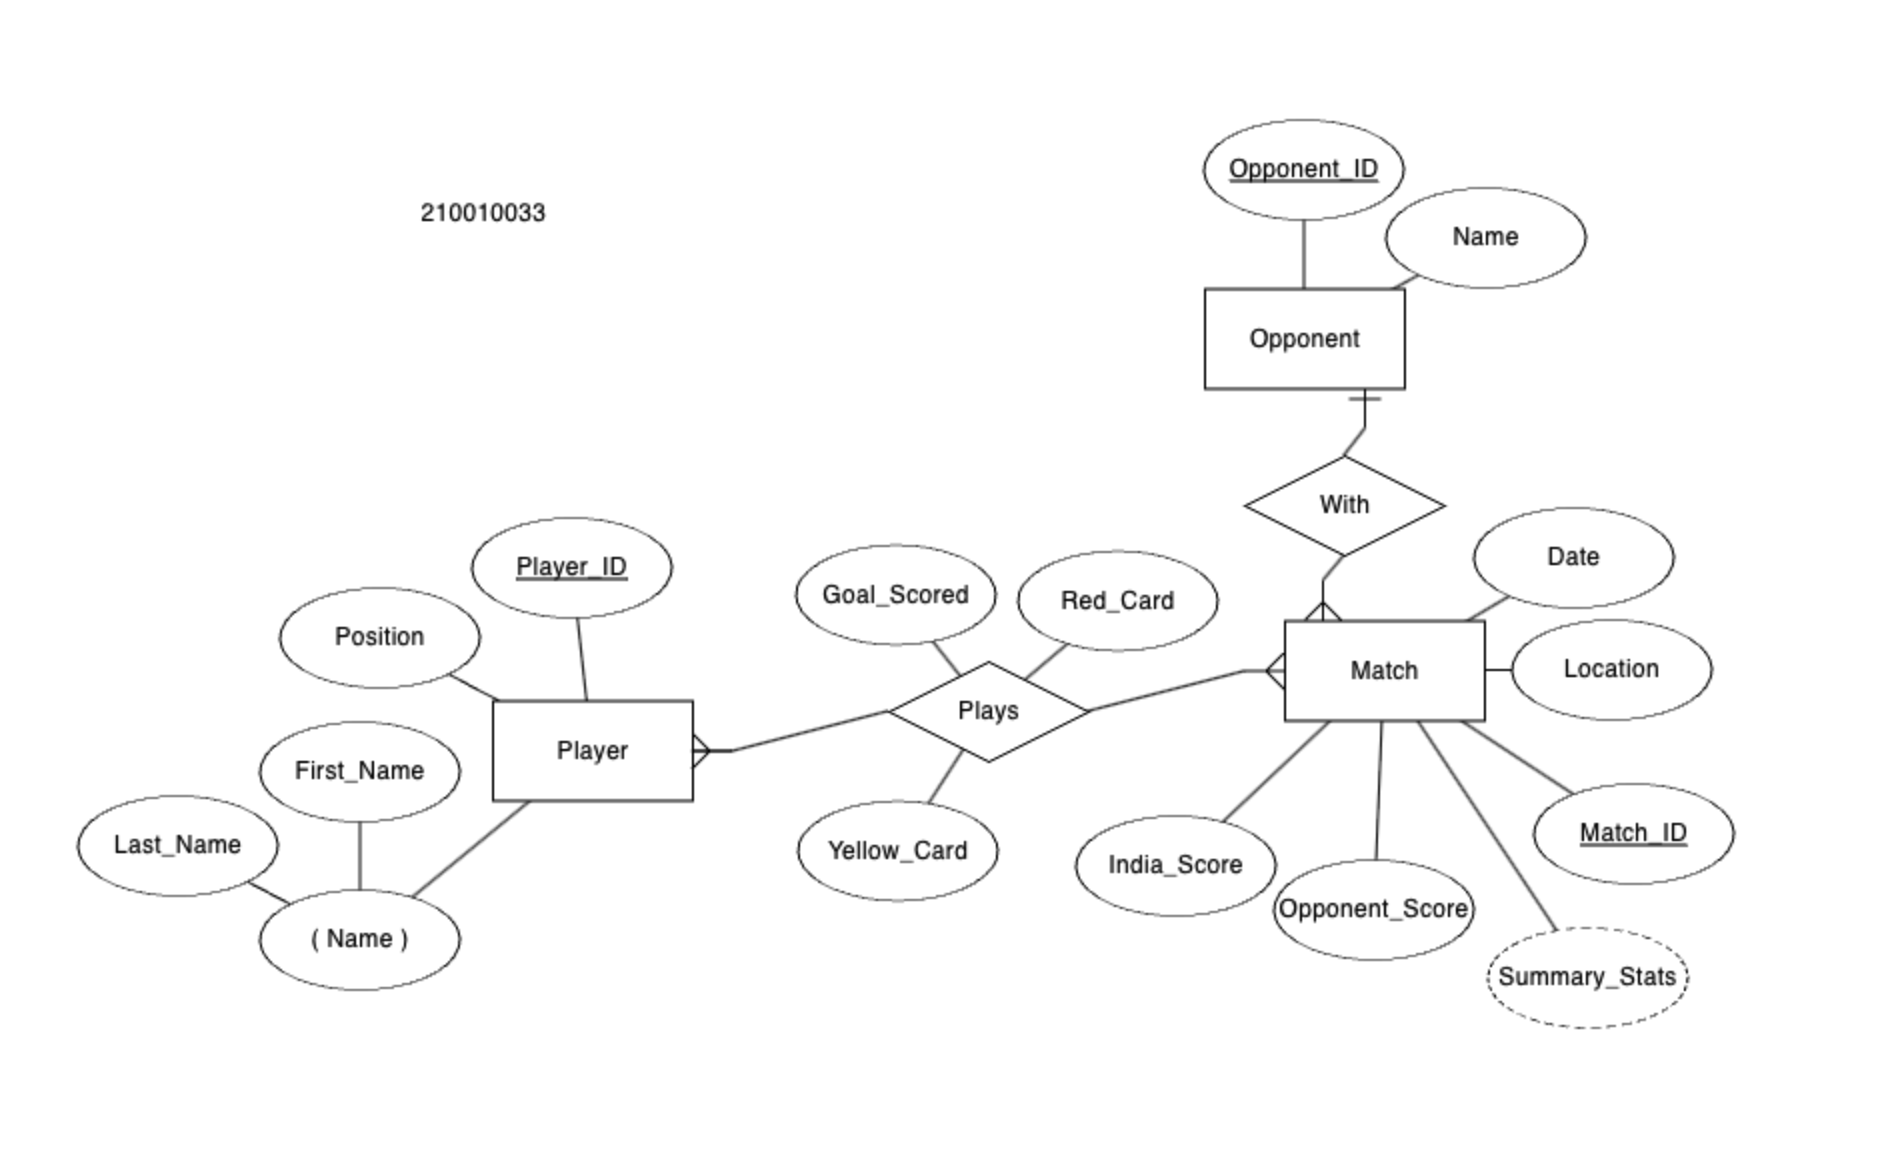 Opponent_ID
210010033
Name
Opponent
With
Player_ID
Date
Goal_Scored
Red_Card
Position
Match
Location
Plays
Player
First_Name
Last_Name
Yellow_Card
India_Score
Match_ID
Opponent_Score
( Name )
Summary_Stats